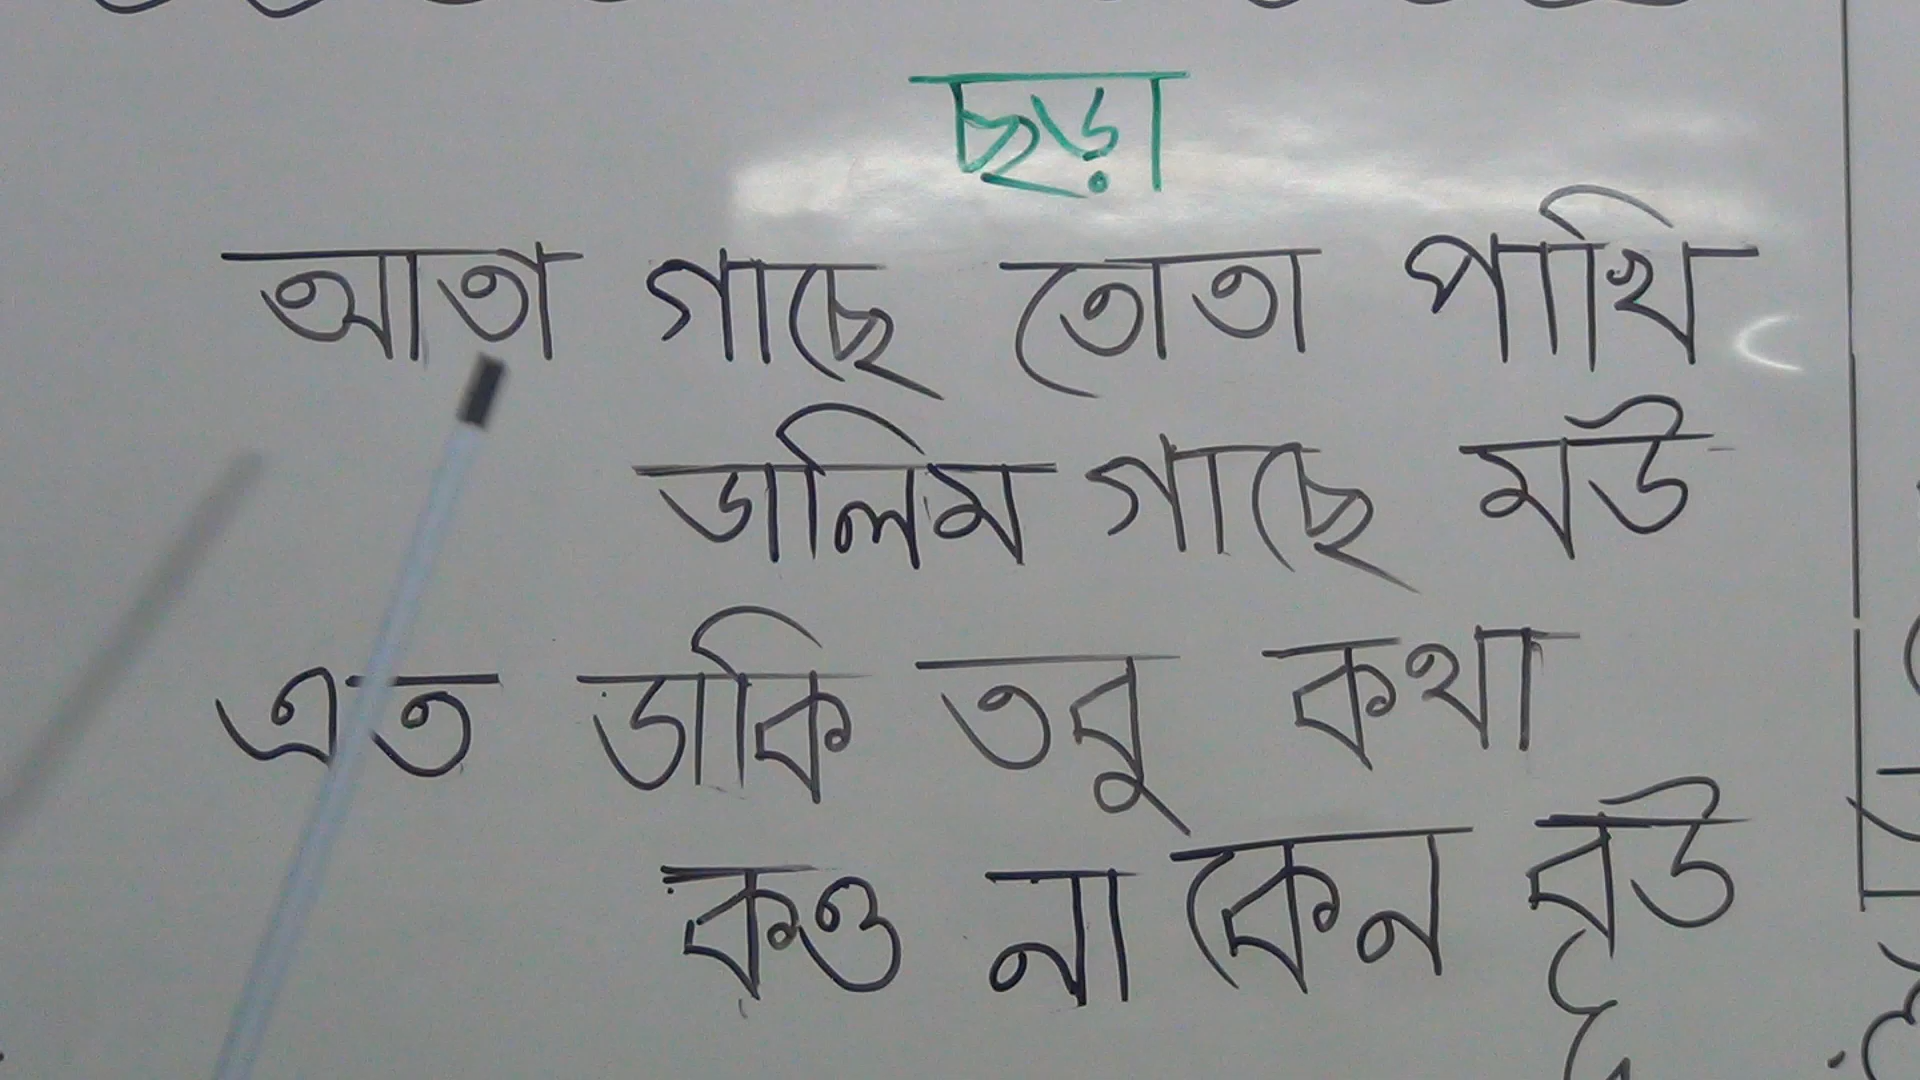 ছড়া
আতা গাছে তোতা পাখি
ডালিম গাছে মউ
এত ডাকি তবু কথা
কও না কেন বউ